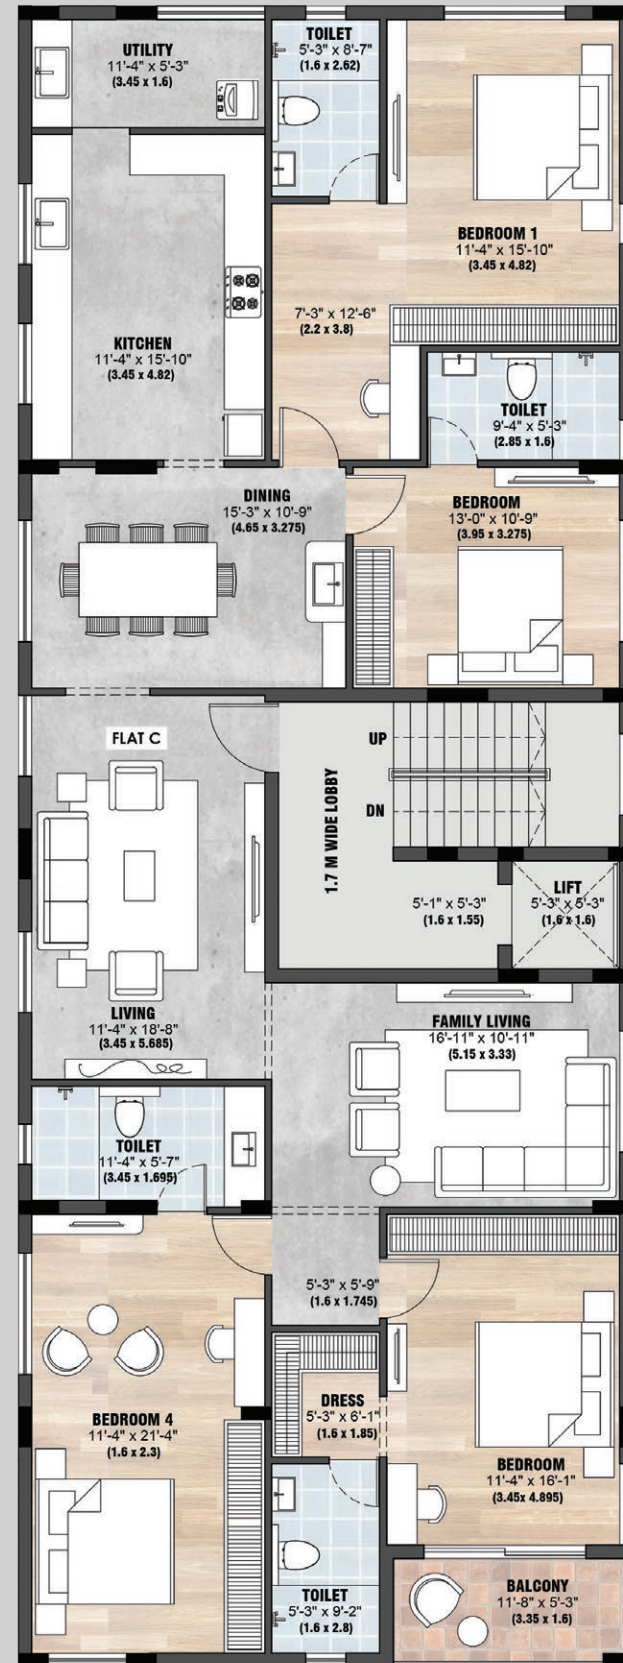 UTILITY
11'-4" x 5'-3"
(3.45 x 1.6)
TOILET
5'-3" x 8'-7"
(1.6 x 2.62)
BEDROOM 1
11'-4" x 15'-10"
(3.45 x 4.82)
7'-3" x 12'-6"
(2.2 x 3.8)
KITCHEN
11'-4" x 15'-10"
(3.45 x 4.82)
TOILET
9'-4" x 5'-3"
(2.85 x 1.6)
DINING
15'-3" x 10'-9"
(4.65 x 3.275)
BEDROOM
13'-0" x 10'-9"
(3.95 x 3.275)
FLAT C
UP
DN
1.7 M WIDE LOBBY
5'-1" x 5'-3"
(1.6 x 1.55)
LIFT
5'-3" x 5'-3"
(1.6 x 1.6)
LIVING
11'-4" x 18'-8"
(3.45 x 5.685)
FAMILY LIVING
16'-11" x 10'-11"
(5.15 x 3.33)
TOILET
11'-4" x 5'-7"
(3.45 x 1.695)
5'-3" x 5'-9"
(1.6 x 1.745)
DRESS
5'-3" x 6'-1"
(1.6 x 1.85)
BEDROOM 4
11'-4" x 21'-4"
(1.6 x 2.3)
BEDROOM
11'-4" x 16'-1"
(3.45x 4.895)
TOILET
5'-3" x 9'-2"
(1.6 x 2.8)
BALCONY
11'-8" x 5'-3"
(3.35 x 1.6)